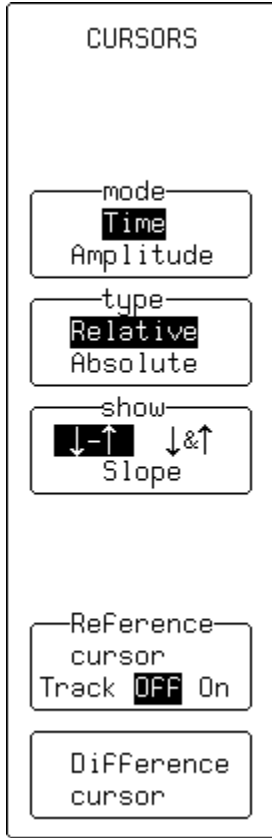 CURSORS
mode
Time
Amplitude
type
Relative
Absolute
show
↓-↑ ↓&↑
Slope
Reference
cursor
Track OFF On
Difference
cursor